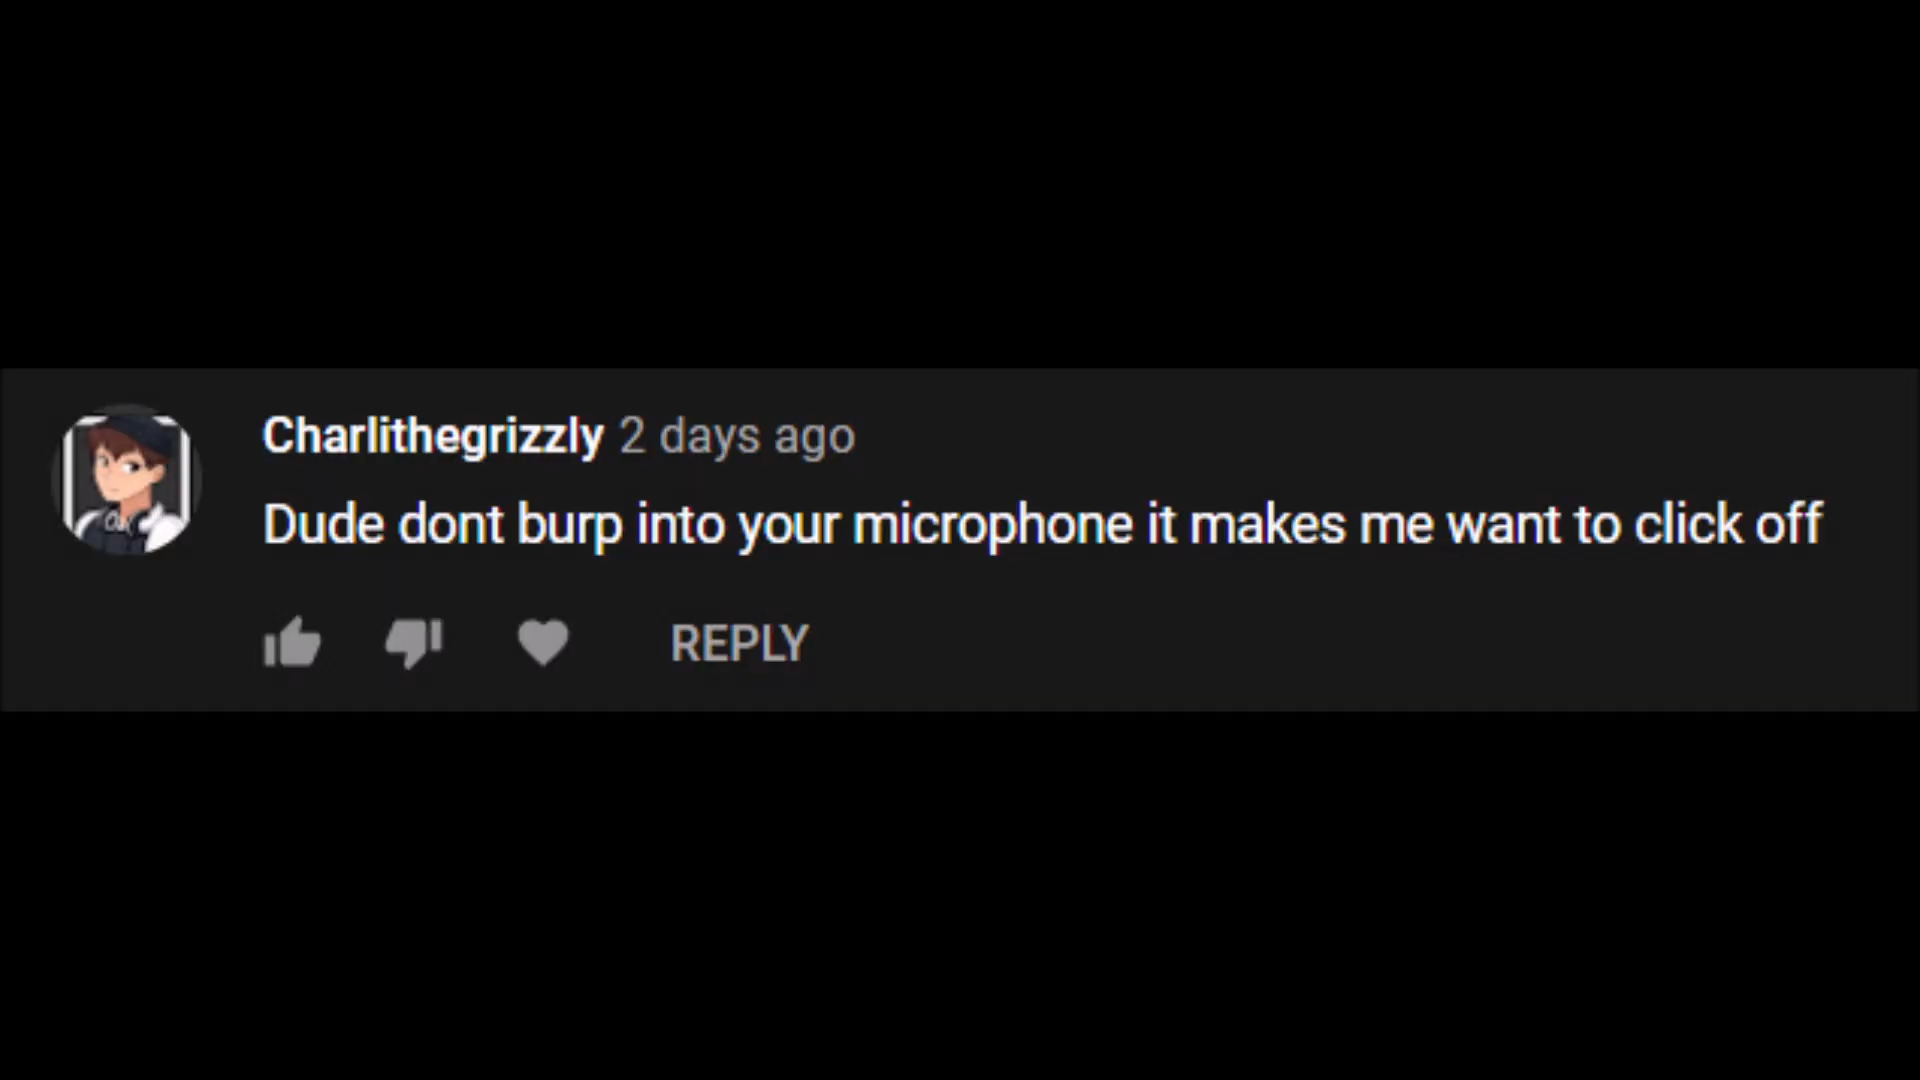 Charlithegrizzly 2 days ago
Dude dont burp into your microphone it makes me want to click off
REPLY